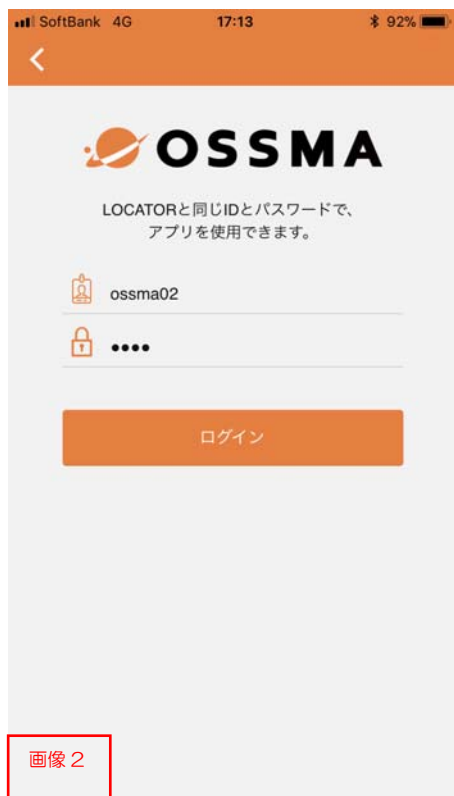 SoftBank 4G 17:13 92%
OSSMA
LOCATORと同じIDとパスワードで、
アプリを使用できます。
ossma02
••••
ログイン
画像２